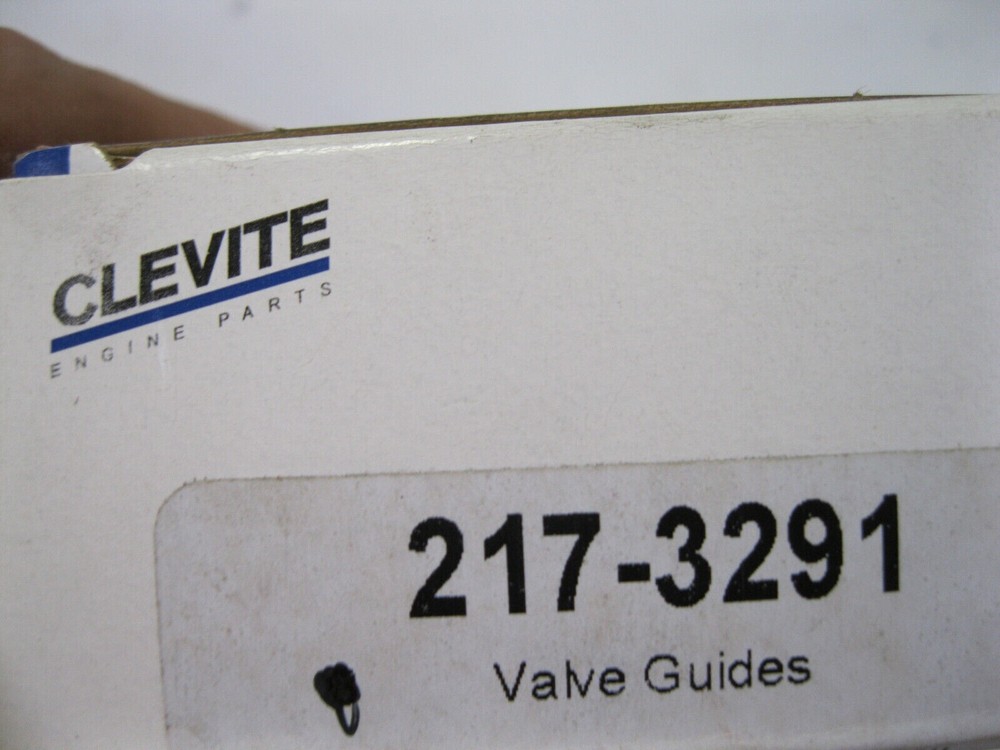 CLEVITE
ENGINE PARTS
217-3291
Valve Guides